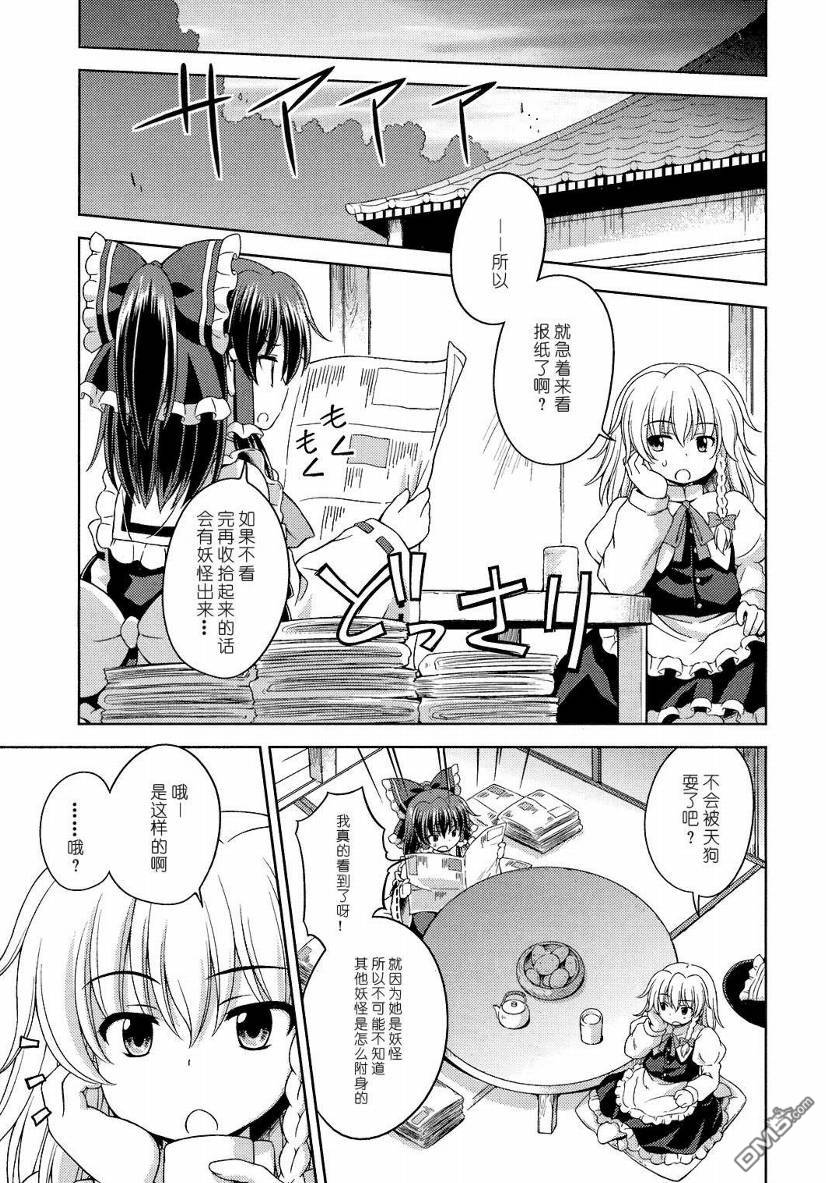 ザアアア
——所以
就急着来看
报纸了啊?
もく
もく
如果不看
完再收拾起来的话
会有妖怪出来…
どっさり
不会被天狗
耍了吧?
我真的看到了呀!
就因为她是妖怪
所以不可能不知道
其他妖怪是怎么附身的
哦—
是这样的啊
……哦?
DMB.com